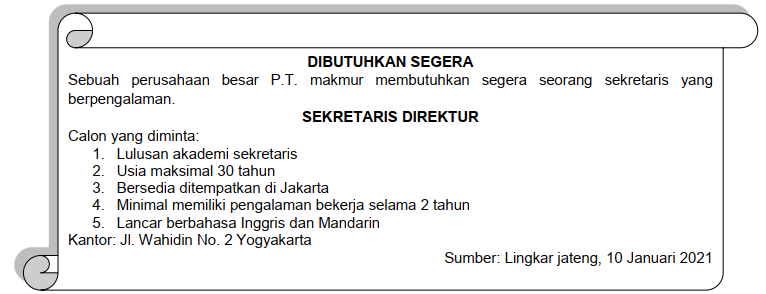 DIBUTUHKAN SEGERA
Sebuah perusahaan besar P.T. makmur membutuhkan segera seorang sekretaris yang
berpengalaman.
SEKRETARIS DIREKTUR
Calon yang diminta:
1. Lulusan akademi sekretaris
2. Usia maksimal 30 tahun
3. Bersedia ditempatkan di Jakarta
4. Minimal memiliki pengalaman bekerja selama 2 tahun
5. Lancar berbahasa Inggris dan Mandarin
Kantor: Jl. Wahidin No. 2 Yogyakarta
Sumber: Lingkar jateng, 10 Januari 2021